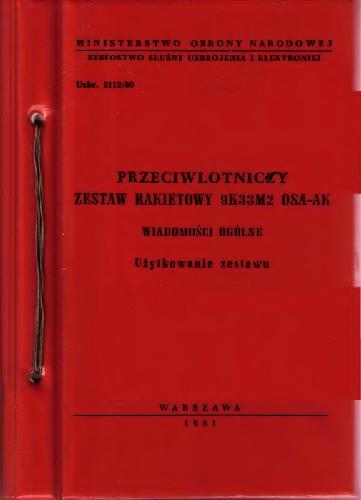 MINISTERSTWO OBRONY NARODOWEJ
SZEFOSTWO SŁUŻBY UZBROJENIA I ELEKTRONIKI
Uzbr. 2112/80
PRZECIWLOTNICZY
ZESTAW RAKIETOWY 9K33M2 OSA-AK
WIADOMOŚCI OGÓLNE
Użytkowanie zestawu
WARSZAWA
1981